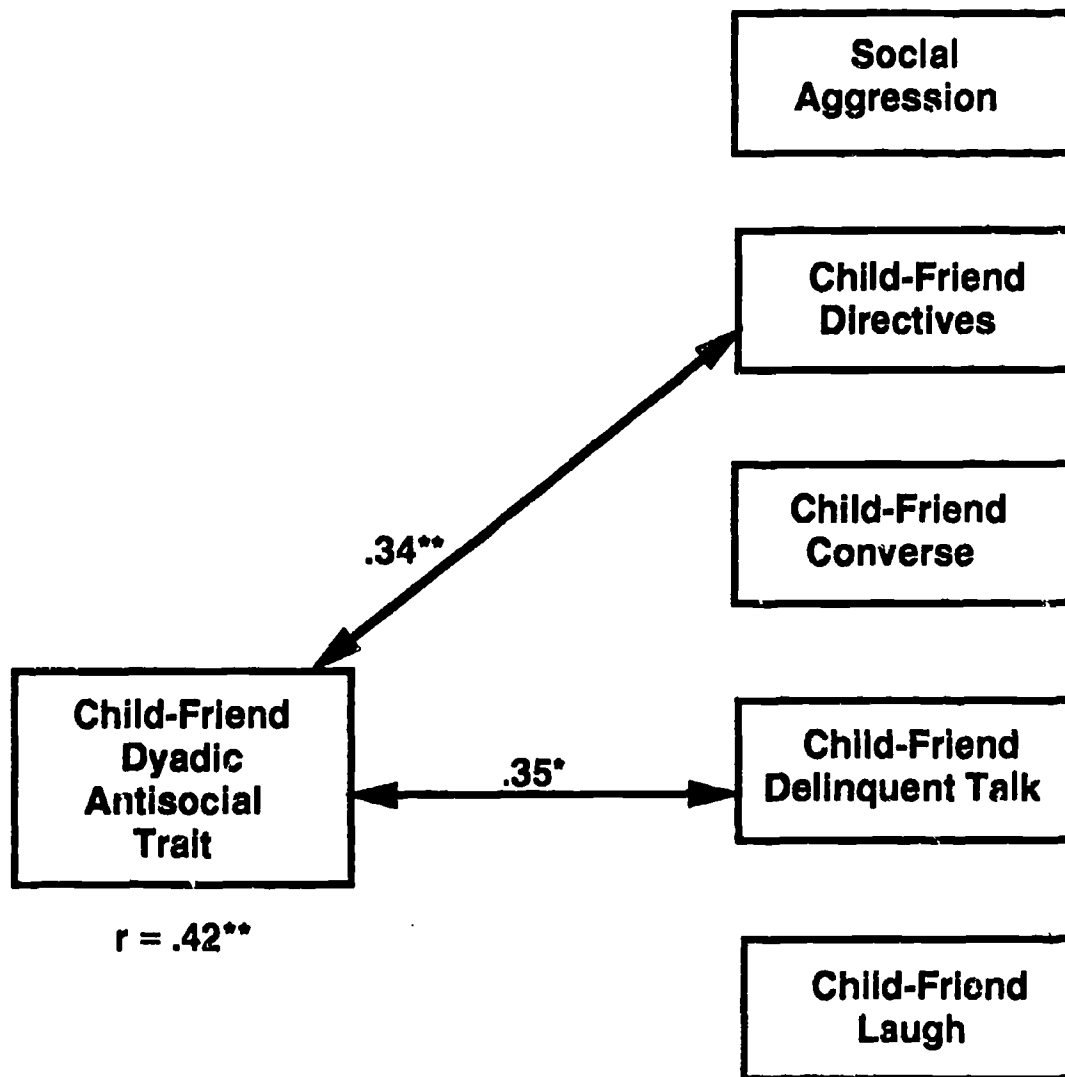 Social
Aggression
Child-Friend
Directives
Child-Friend
Converse
.34**
Child-Friend
Dyadic
Antisocial
Trait
.35*
Child-Friend
Delinquent Talk
r = .42**
Child-Friend
Laugh